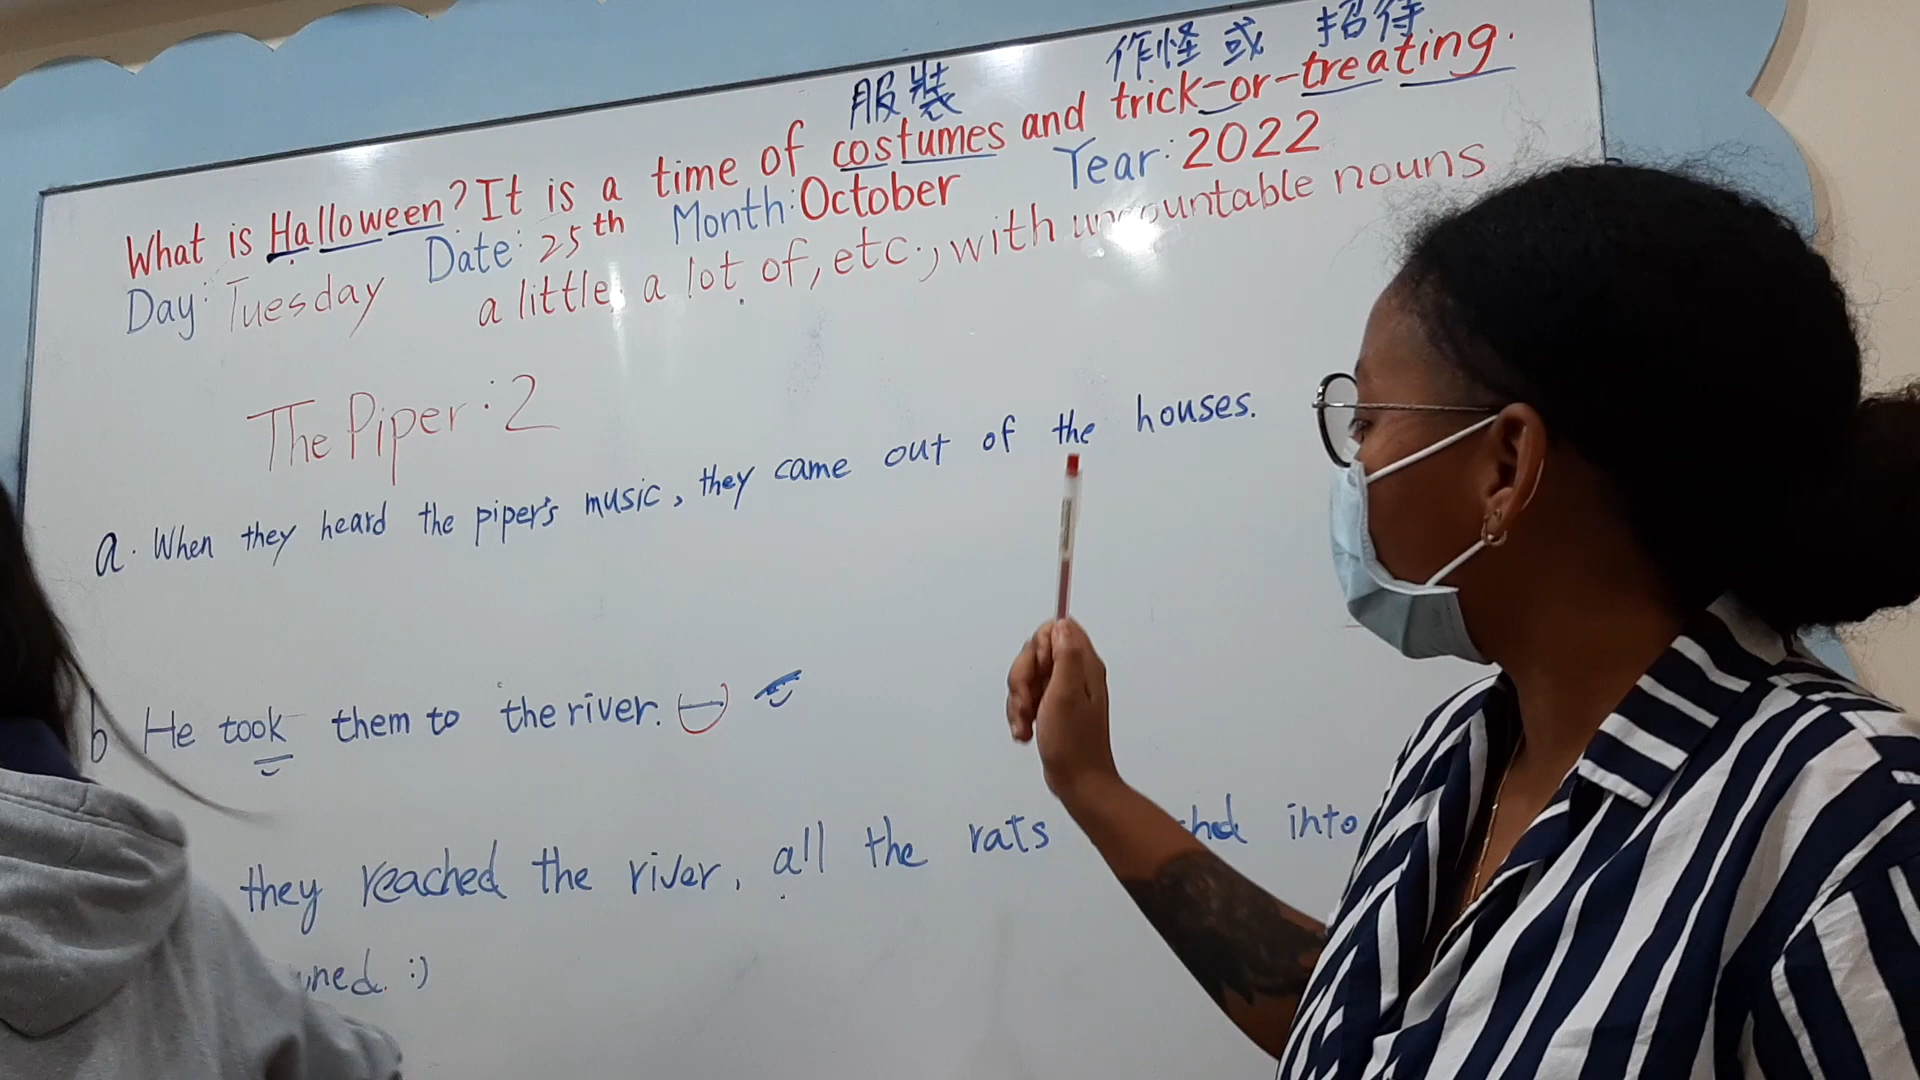 服裝 作怪或 招待
What is Halloween? It is a time of costumes and trick-or-treating.
Day: Tuesday Date: 25th Month: October Year: 2022
a little, a lot of, etc., with uncountable nouns
The Piper: 2
a. When they heard the piper's music, they came out of the houses.
b He took them to the river.
they reached the river, all the rats into
:)